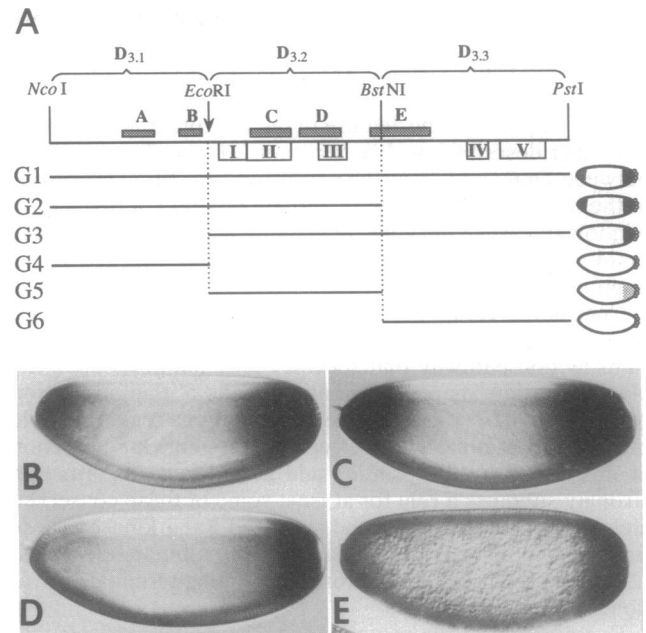 A
D3.1 D3.2 D3.3
NcoI EcoRI BstNI PstI
A B C D E
I II III IV V
G1
G2
G3
G4
G5
G6
B C
D E